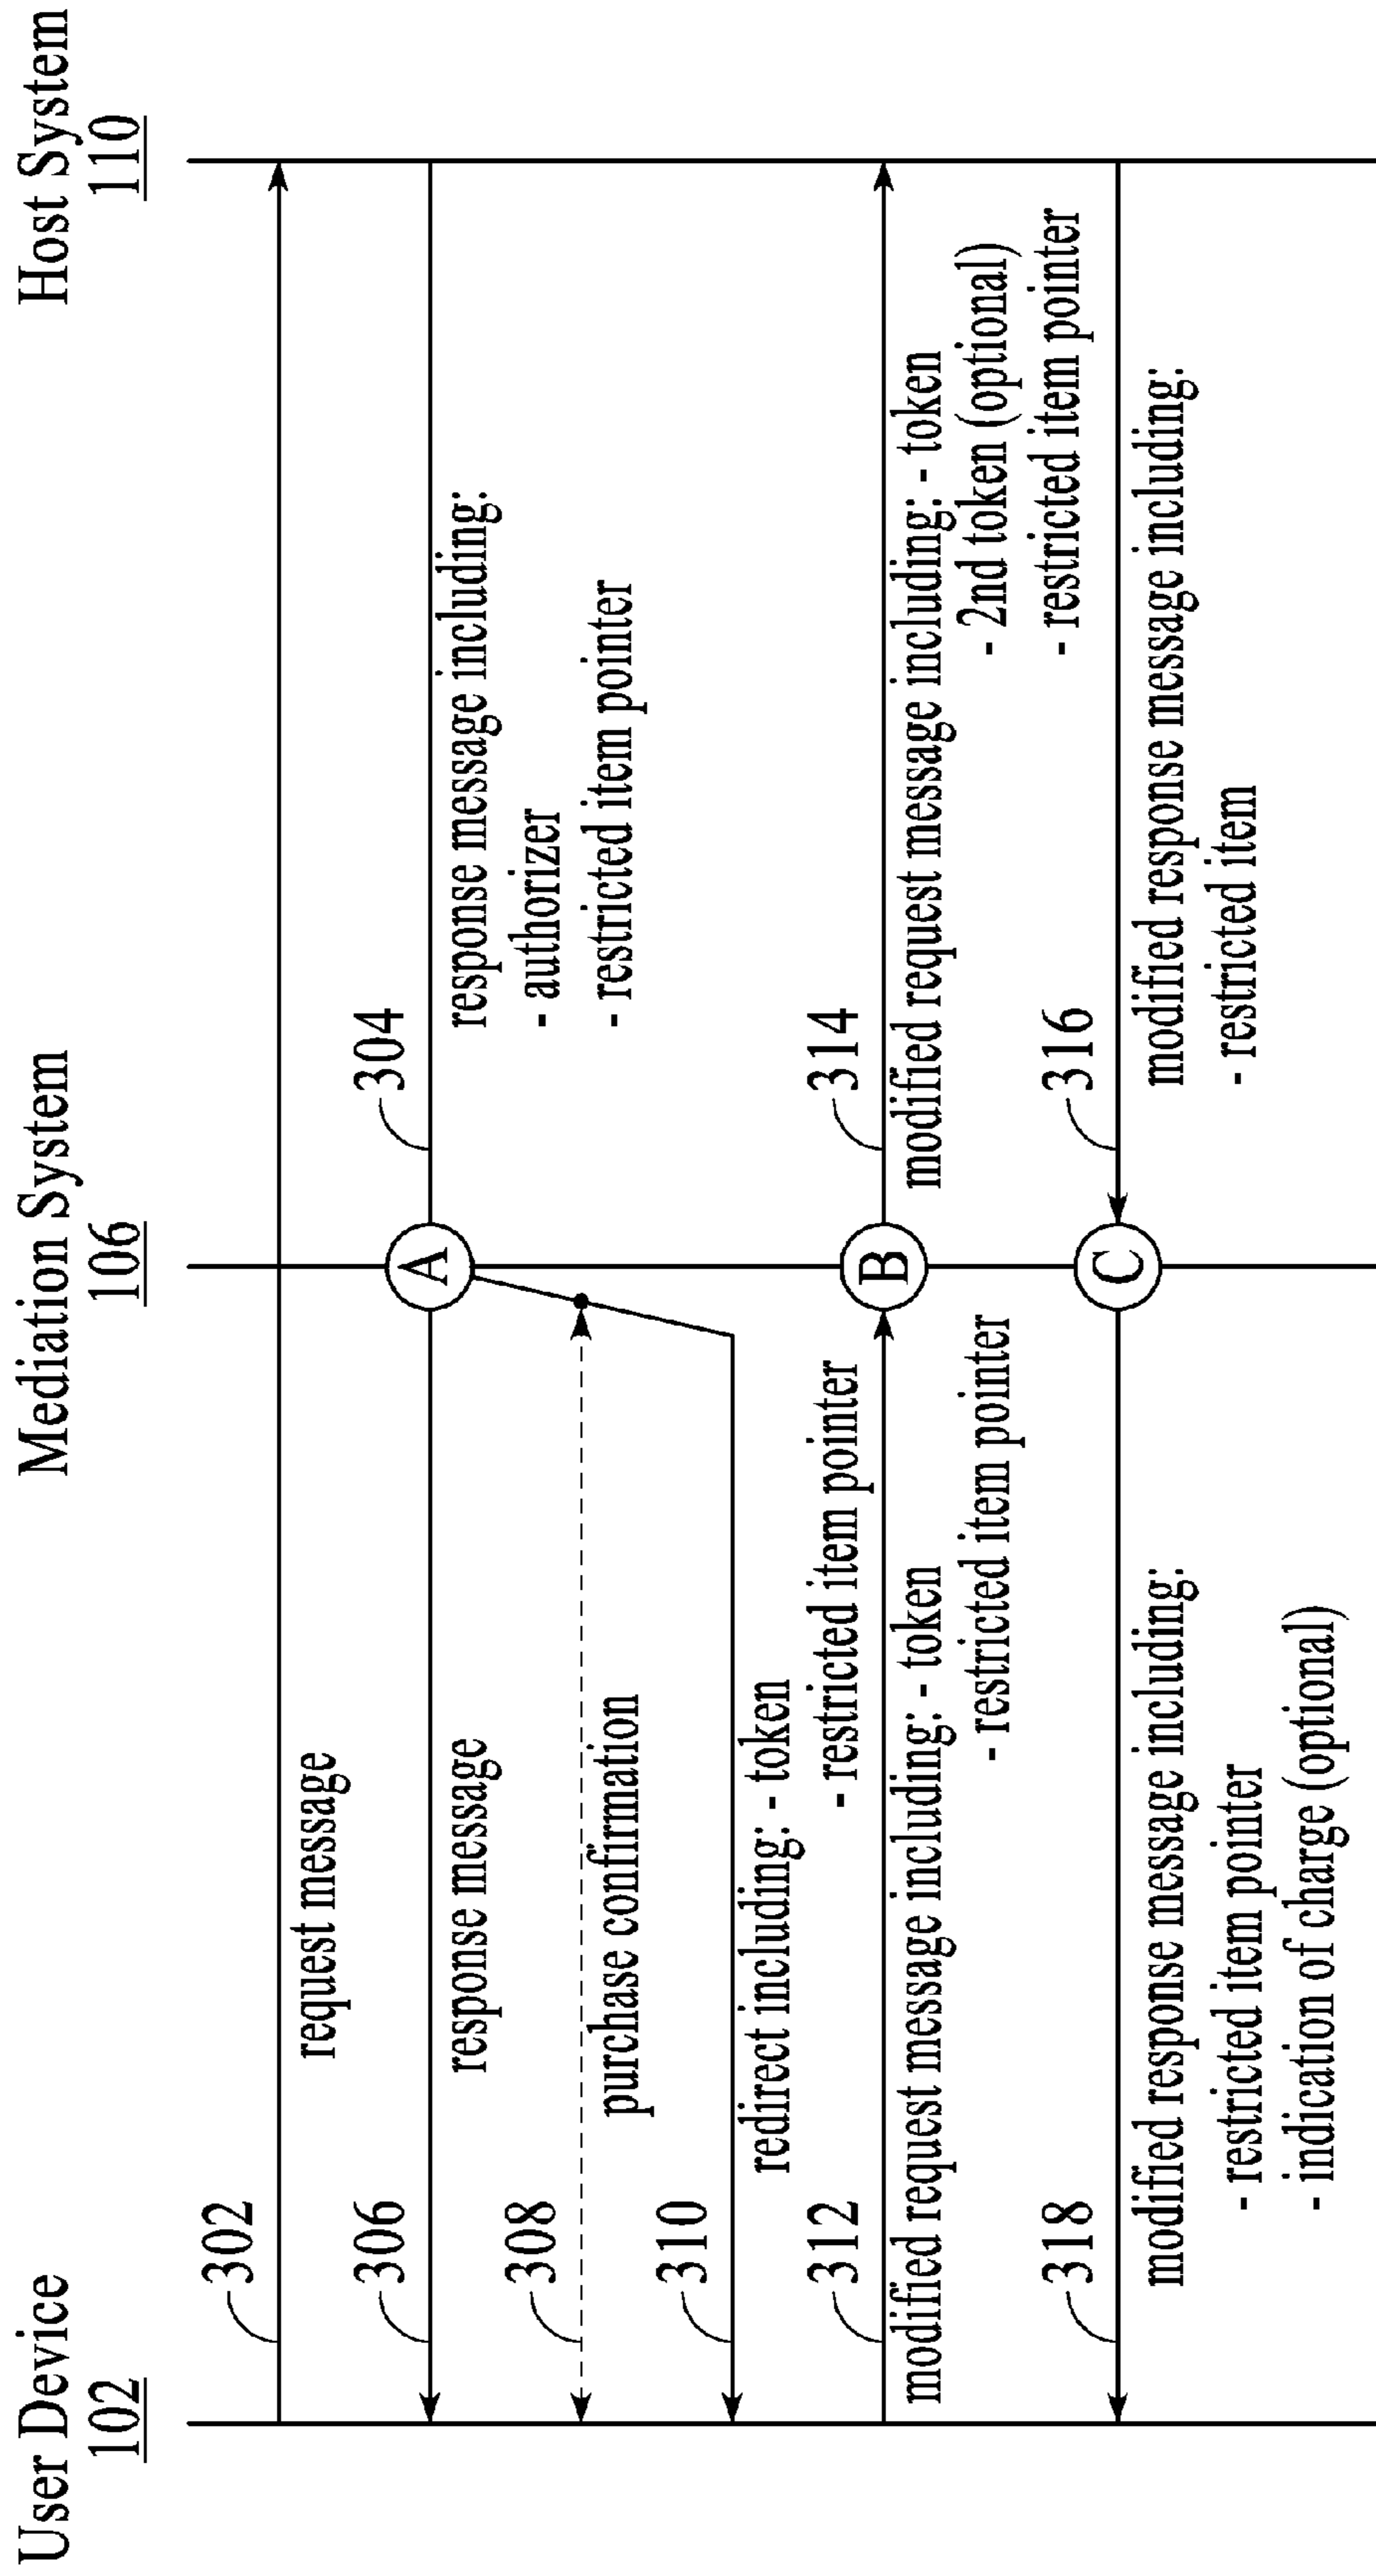 User Device
102
Mediation System
106
Host System
110
302
request message
304
response message including:
- authorizer
- restricted item pointer
A
306
response message
308
purchase confirmation
310
redirect including: - token
- restricted item pointer
312
modified request message including: - token
- restricted item pointer
B
314
modified request message including: - token
- 2nd token (optional)
- restricted item pointer
316
modified response message including:
- restricted item
C
318
modified response message including:
- restricted item pointer
- indication of charge (optional)